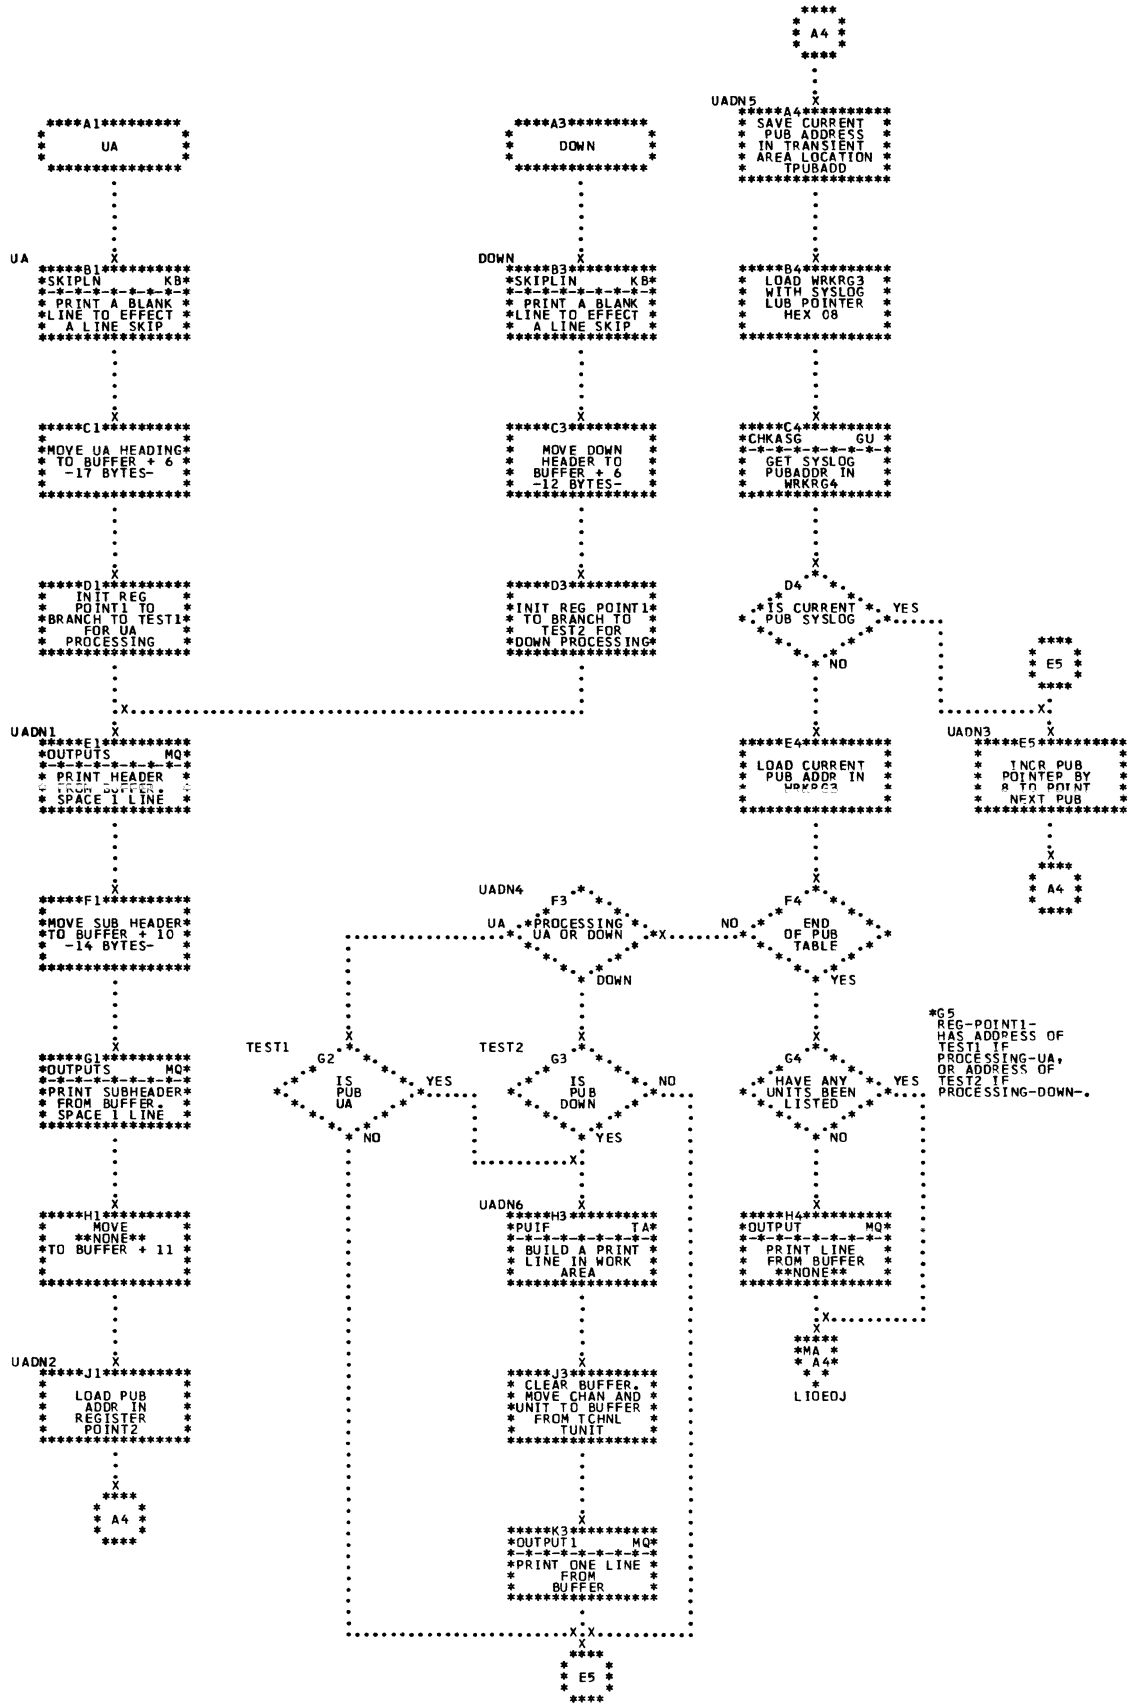 A4
UADN5
A1
UA
A3
DOWN
A4
SAVE CURRENT
PUB ADDRESS
IN TRANSIENT
AREA LOCATION
TPUBADD
UA
B1
SKIPLN KB
PRINT A BLANK
LINE TO EFFECT
A LINE SKIP
DOWN
B3
SKIPLIN KB
PRINT A BLANK
LINE TO EFFECT
A LINE SKIP
B4
LOAD WRKRG3
WITH SYSLOG
LUB POINTER
HEX 08
C1
MOVE UA HEADING
TO BUFFER + 6
-17 BYTES-
C3
MOVE DOWN
HEADER TO
BUFFER + 6
-12 BYTES-
C4
CHKASG GU
GET SYSLOG
PUBADDR IN
WRKRG4
D1
INIT REG
POINT1 TO
BRANCH TO TEST1
FOR UA
PROCESSING
D3
INIT REG POINT1
TO BRANCH TO
TEST2 FOR
DOWN PROCESSING
D4
IS CURRENT
PUB SYSLOG
YES
NO
E5
UADN1
E1
OUTPUTS MQ
PRINT HEADER
FROM BUFFER.
SPACE 1 LINE
E4
LOAD CURRENT
PUB ADDR IN
WRKRG3
UADN3
E5
INCR PUB
POINTER BY
8 TO POINT
NEXT PUB
A4
F1
MOVE SUB HEADER
TO BUFFER + 10
-14 BYTES-
UADN4
F3
PROCESSING
UA OR DOWN
UA
DOWN
F4
END
OF PUB
TABLE
NO
YES
G1
OUTPUTS MQ
PRINT SUBHEADER
FROM BUFFER.
SPACE 1 LINE
TEST1
G2
IS
PUB
UA
YES
NO
TEST2
G3
IS
PUB
DOWN
NO
YES
G4
HAVE ANY
UNITS BEEN
LISTED
YES
NO
*G5
REG-POINT1-
HAS ADDRESS OF
TEST1 IF
PROCESSING-UA,
OR ADDRESS OF
TEST2 IF
PROCESSING-DOWN-.
H1
MOVE
**NONE**
TO BUFFER + 11
UADN6
H3
PUIF TA
BUILD A PRINT
LINE IN WORK
AREA
H4
OUTPUT MQ
PRINT LINE
FROM BUFFER
**NONE**
MA
A4
LIOEOJ
UADN2
J1
LOAD PUB
ADDR IN
REGISTER
POINT2
J3
CLEAR BUFFER.
MOVE CHAN AND
UNIT TO BUFFER
FROM TCHNL
TUNIT
A4
K3
OUTPUT1 MQ
PRINT ONE LINE
FROM
BUFFER
E5